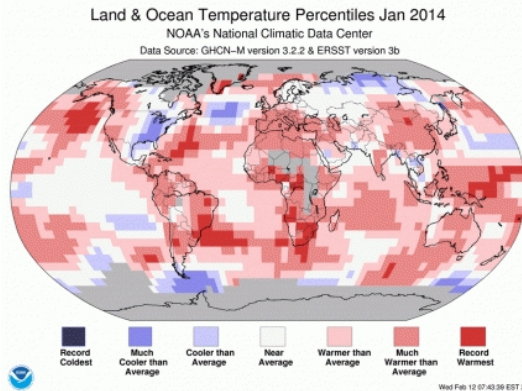 Land & Ocean Temperature Percentiles Jan 2014
NOAA's National Climatic Data Center
Data Source: GHCN–M version 3.2.2 & ERSST version 3b
Record
Coldest
Much
Cooler than
Average
Cooler than
Average
Near
Average
Warmer than
Average
Much
Warmer than
Average
Record
Warmest
Wed Feb 12 07:43:39 EST